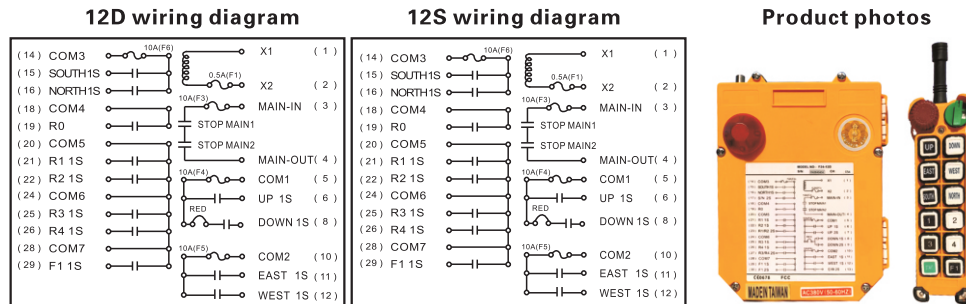 12D wiring diagram
12S wiring diagram
Product photos
(14) COM3
(15) SOUTH1S
(16) NORTH1S
(18) COM4
(19) R0
(20) COM5
(21) R1 1S
(22) R2 1S
(24) COM6
(25) R3 1S
(26) R4 1S
(28) COM7
(29) F1 1S
10A(F6)
X1 (1)
0.5A(F1)
X2 (2)
10A(F3)
MAIN-IN (3)
STOP MAIN1
STOP MAIN2
MAIN-OUT(4)
10A(F4)
COM1 (5)
UP 1S (6)
RED
DOWN 1S (8)
10A(F5)
COM2 (10)
EAST 1S (11)
WEST 1S (12)
(14) COM3
(15) SOUTH1S
(16) NORTH1S
(18) COM4
(19) R0
(20) COM5
(21) R1 1S
(22) R2 1S
(24) COM6
(25) R3 1S
(26) R4 1S
(28) COM7
(29) F1 1S
10A(F6)
X1 (1)
0.5A(F1)
X2 (2)
10A(F3)
MAIN-IN (3)
STOP MAIN1
STOP MAIN2
MAIN-OUT(4)
10A(F4)
COM1 (5)
UP 1S (6)
RED
DOWN 1S (8)
10A(F5)
COM2 (10)
EAST 1S (11)
WEST 1S (12)
MADE IN TAIWAN
AC380V/50-60HZ
UP DOWN
EAST WEST
SOUTH NORTH
1 2
3 4